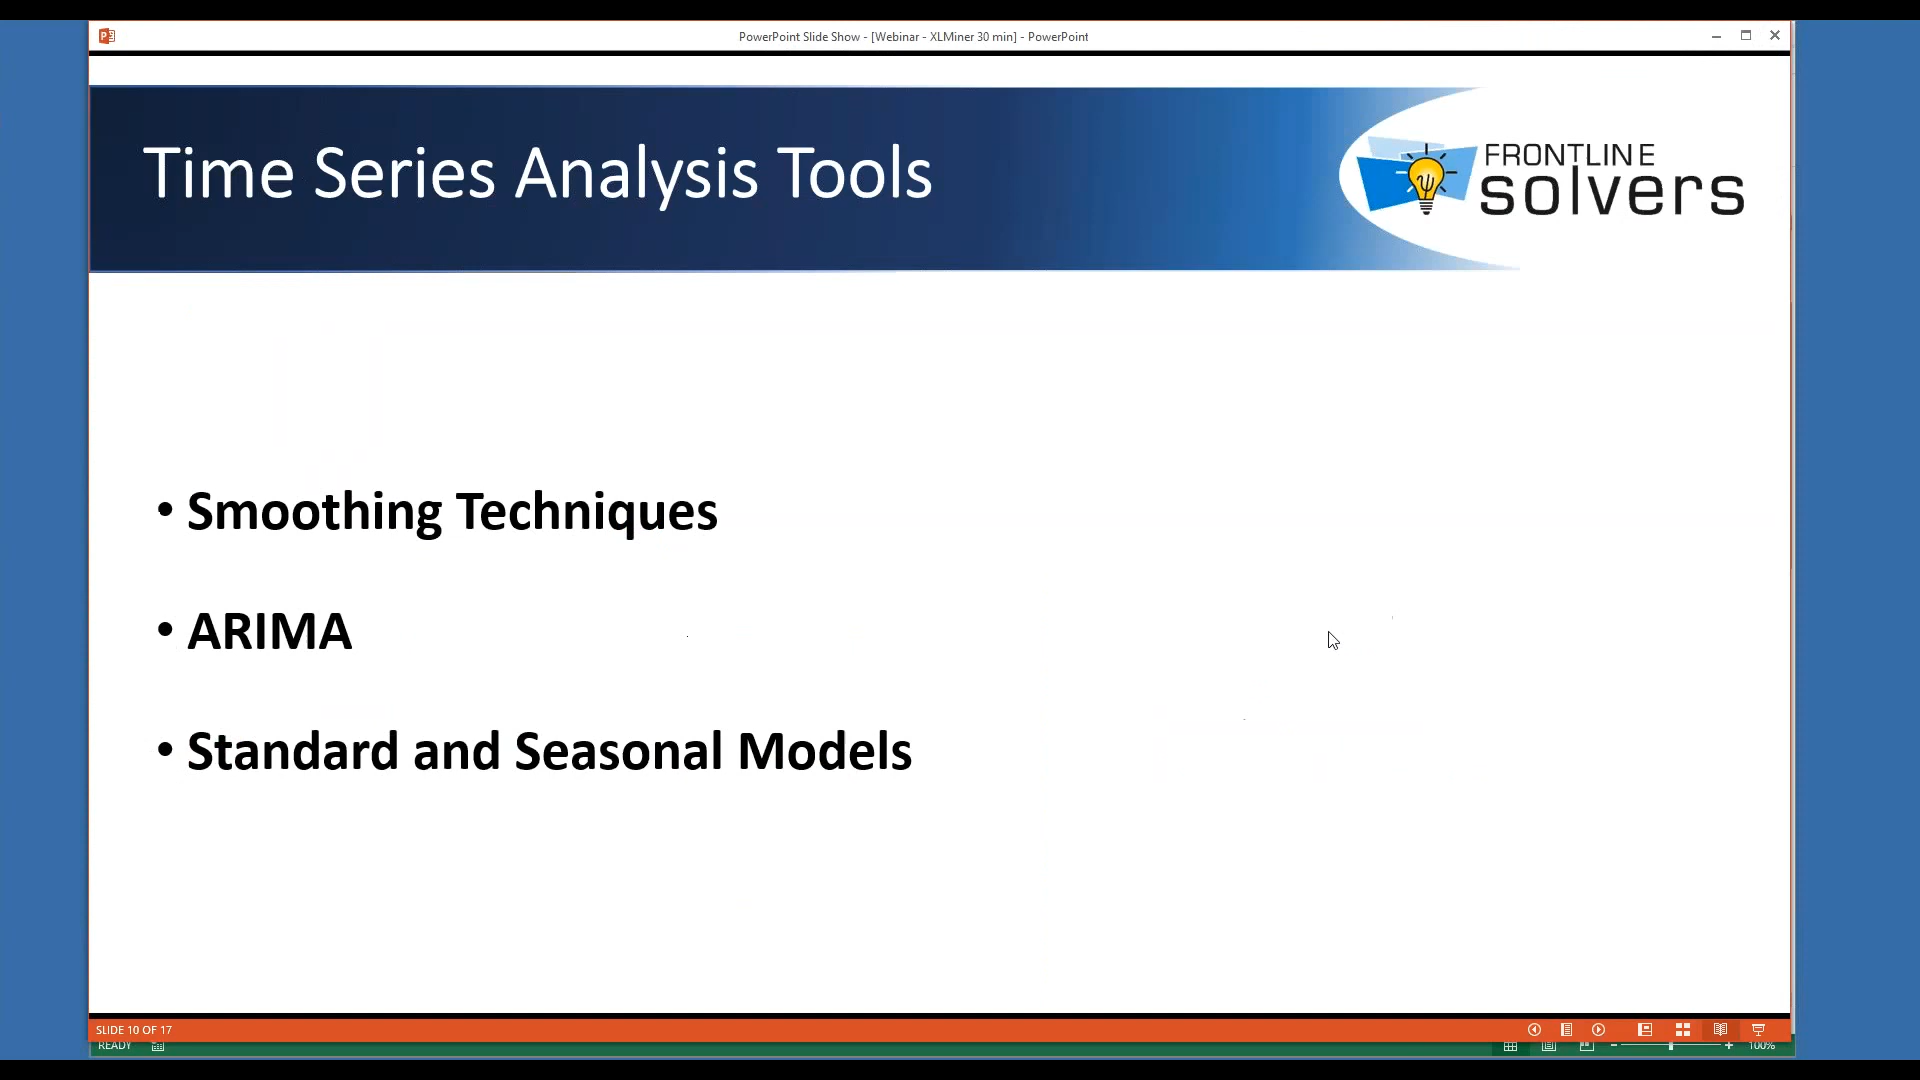 PowerPoint Slide Show - [Webinar - XLMiner 30 min] - PowerPoint
Time Series Analysis Tools
FRONTLINE
solvers
• Smoothing Techniques
• ARIMA
• Standard and Seasonal Models
SLIDE 10 OF 17
READY
100%